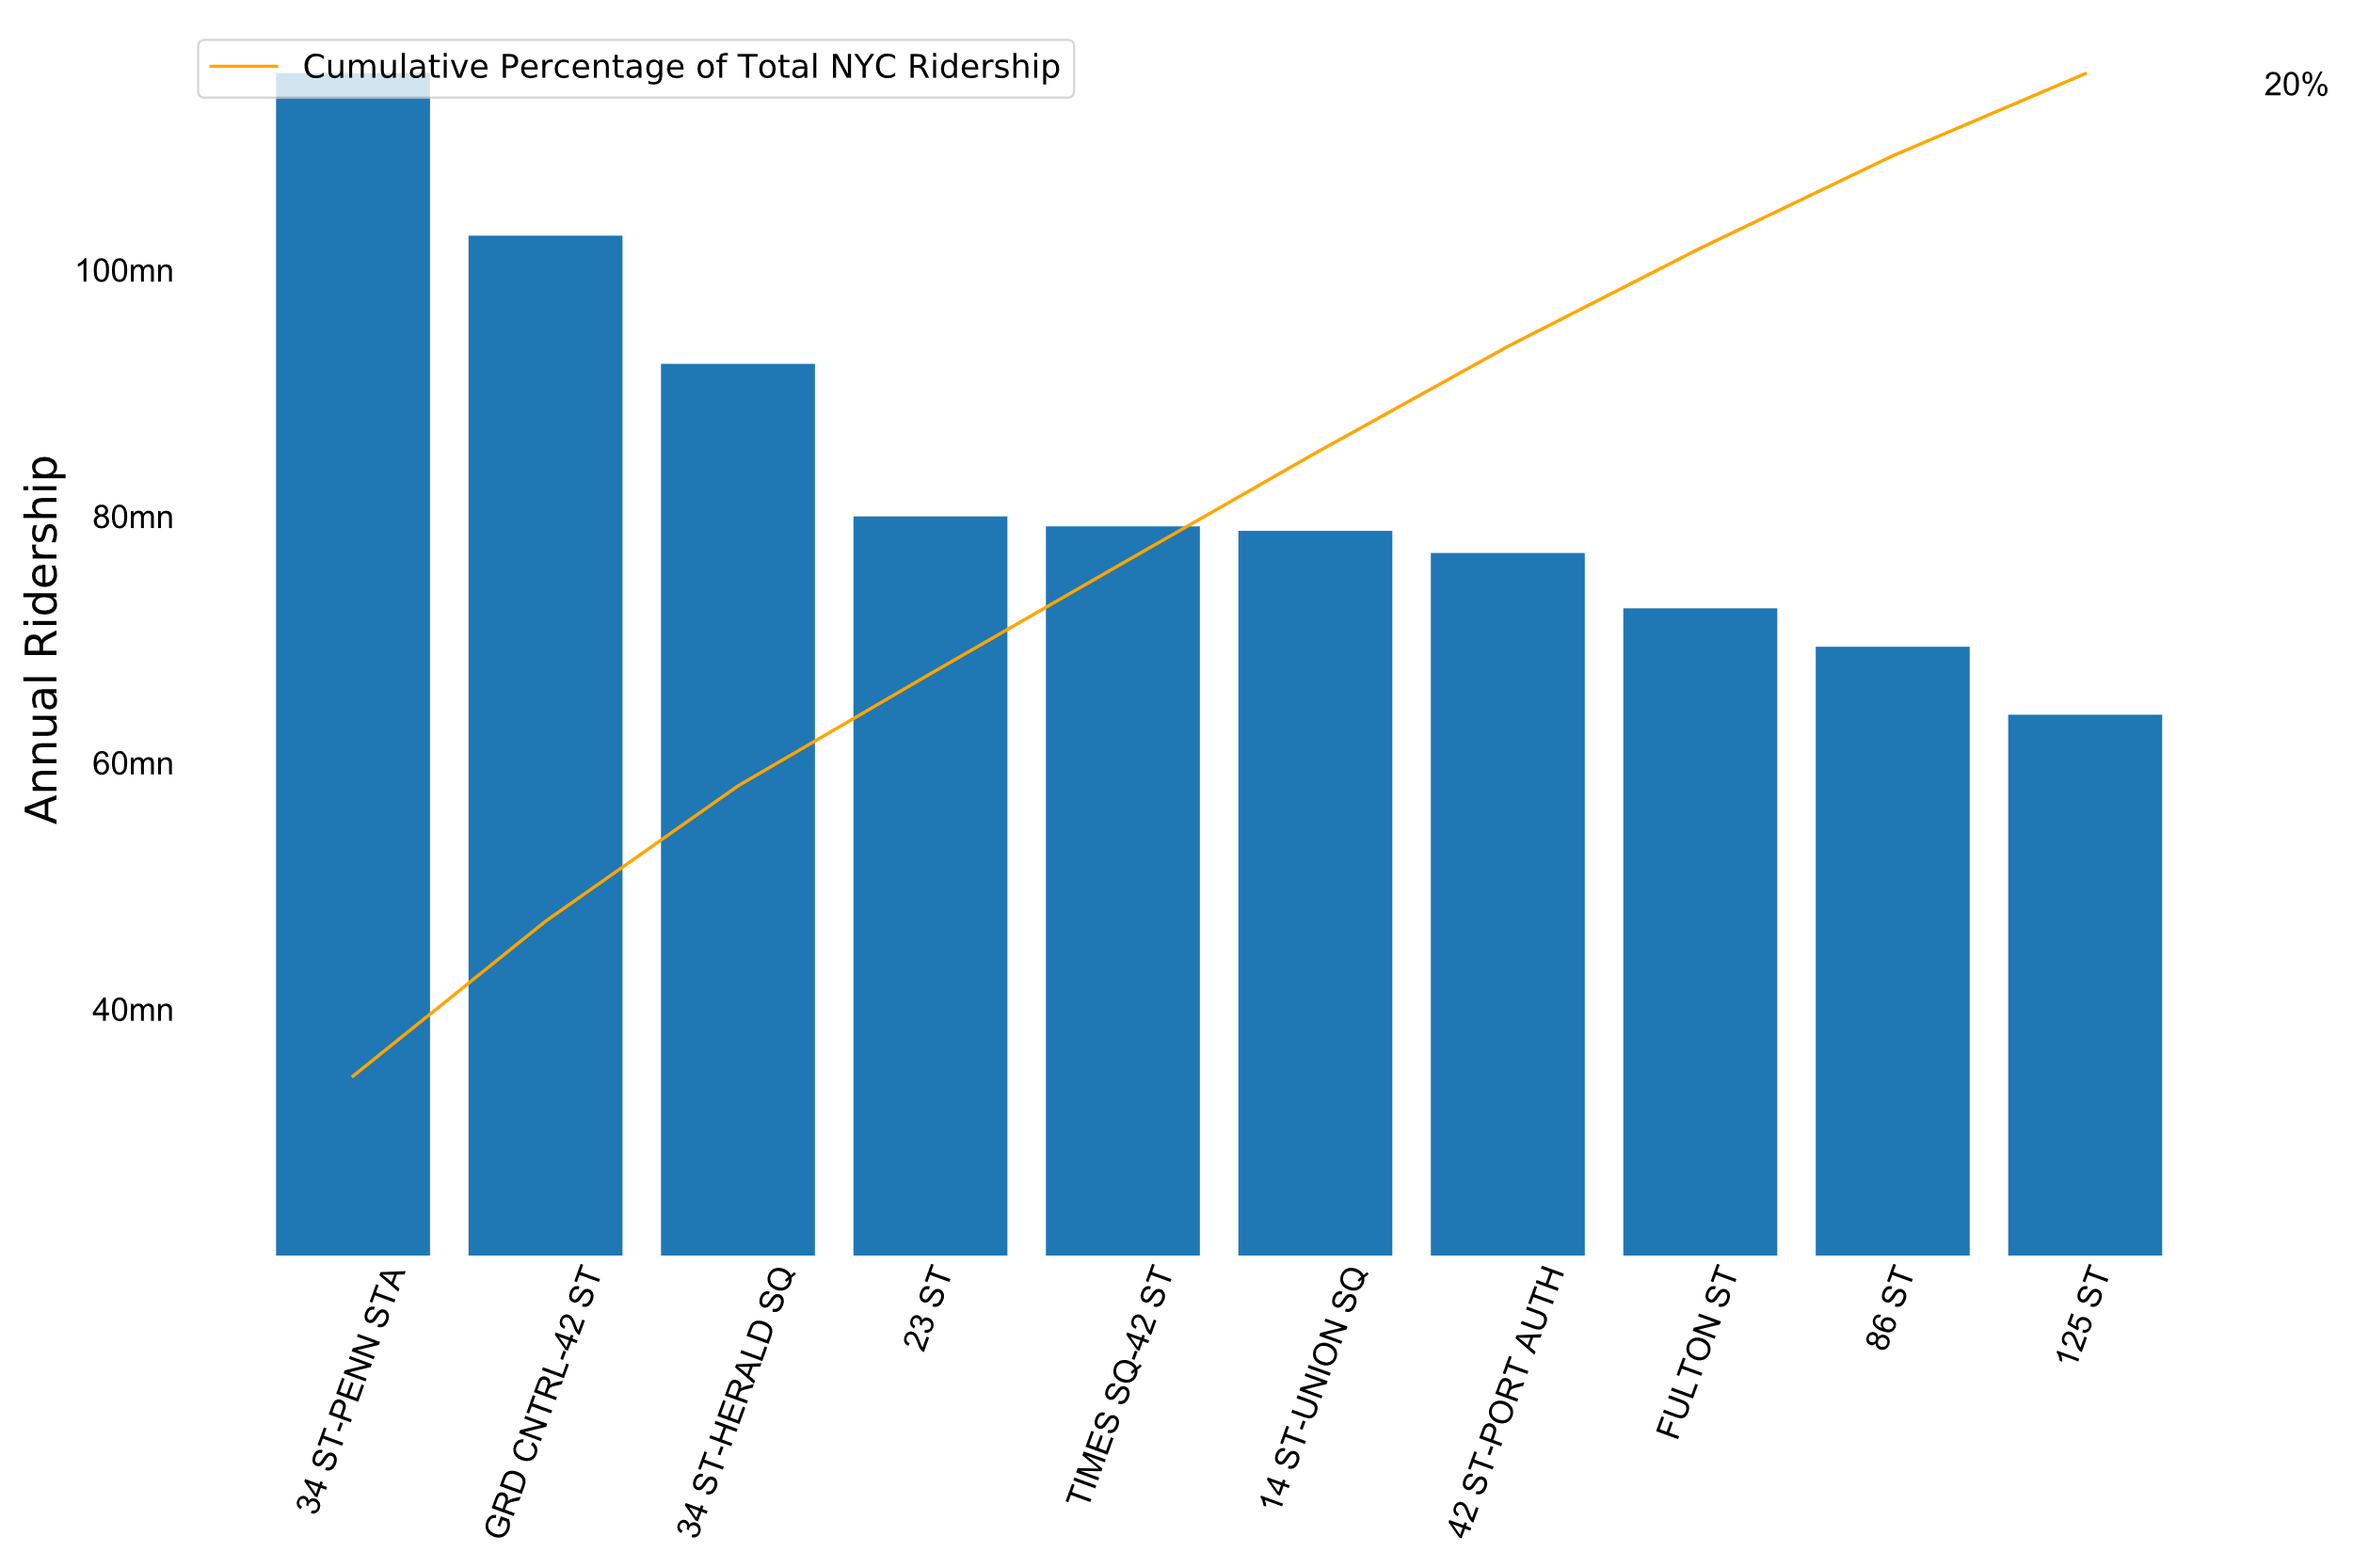 Cumulative Percentage of Total NYC Ridership
20%
Annual Ridership
100mn
80mn
60mn
40mn
34 ST-PENN STA
GRD CNTRL-42 ST
34 ST-HERALD SQ
23 ST
TIMES SQ-42 ST
14 ST-UNION SQ
42 ST-PORT AUTH
FULTON ST
86 ST
125 ST